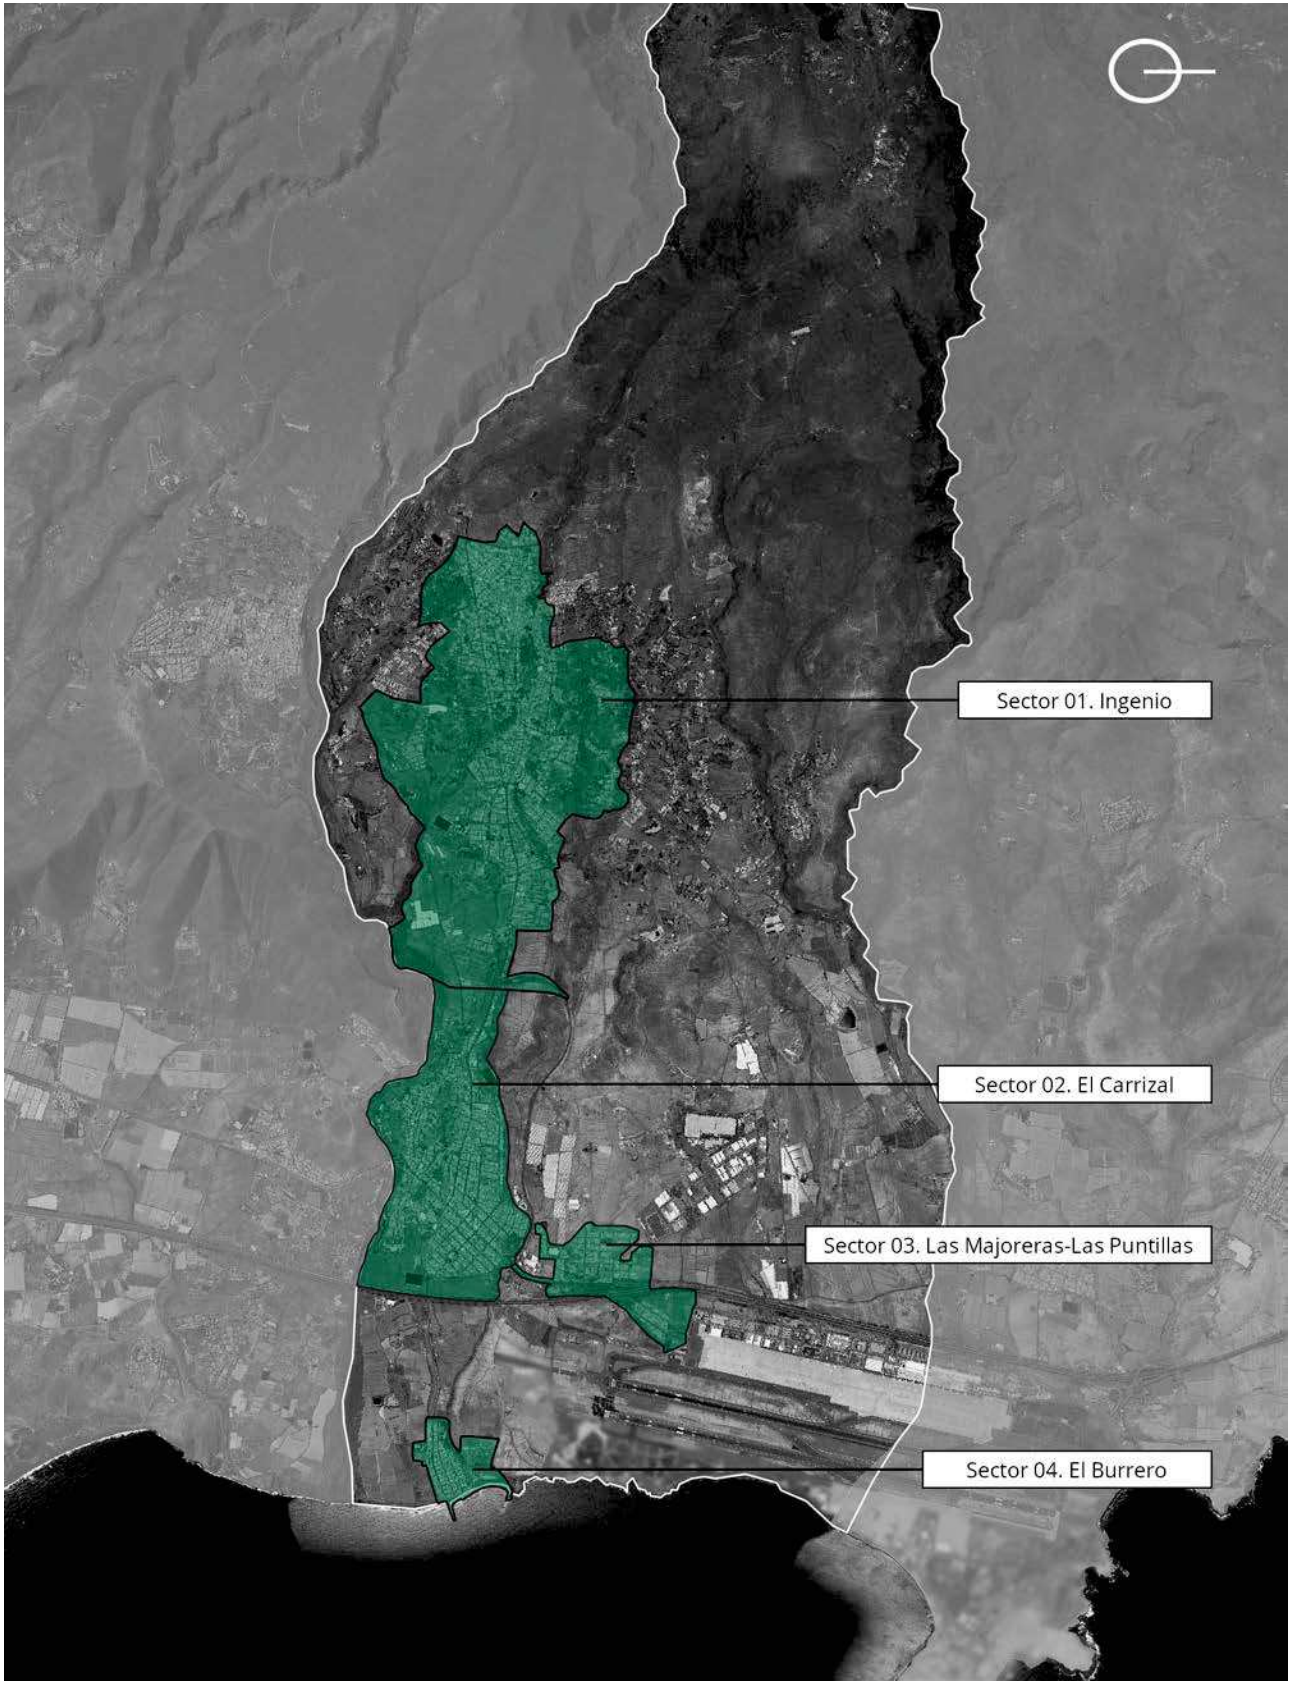 Sector 01. Ingenio
Sector 02. El Carrizal
Sector 03. Las Majoreras-Las Puntillas
Sector 04. El Burrero